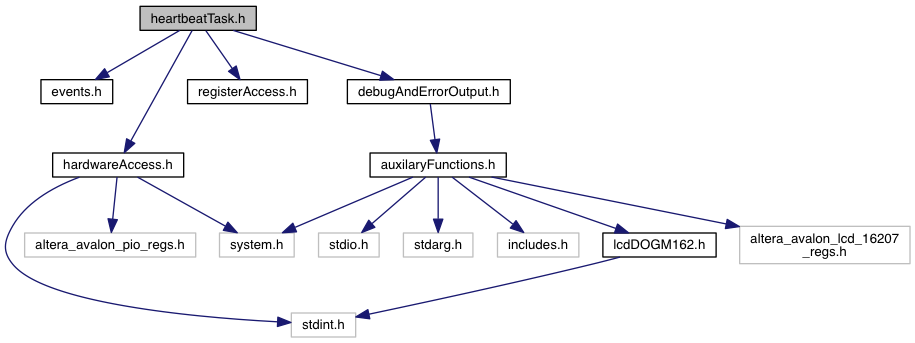 heartbeatTask.h
events.h
registerAccess.h
debugAndErrorOutput.h
hardwareAccess.h
auxilaryFunctions.h
altera_avalon_pio_regs.h
system.h
stdio.h
stdarg.h
includes.h
lcdDOGM162.h
altera_avalon_lcd_16207
_regs.h
stdint.h